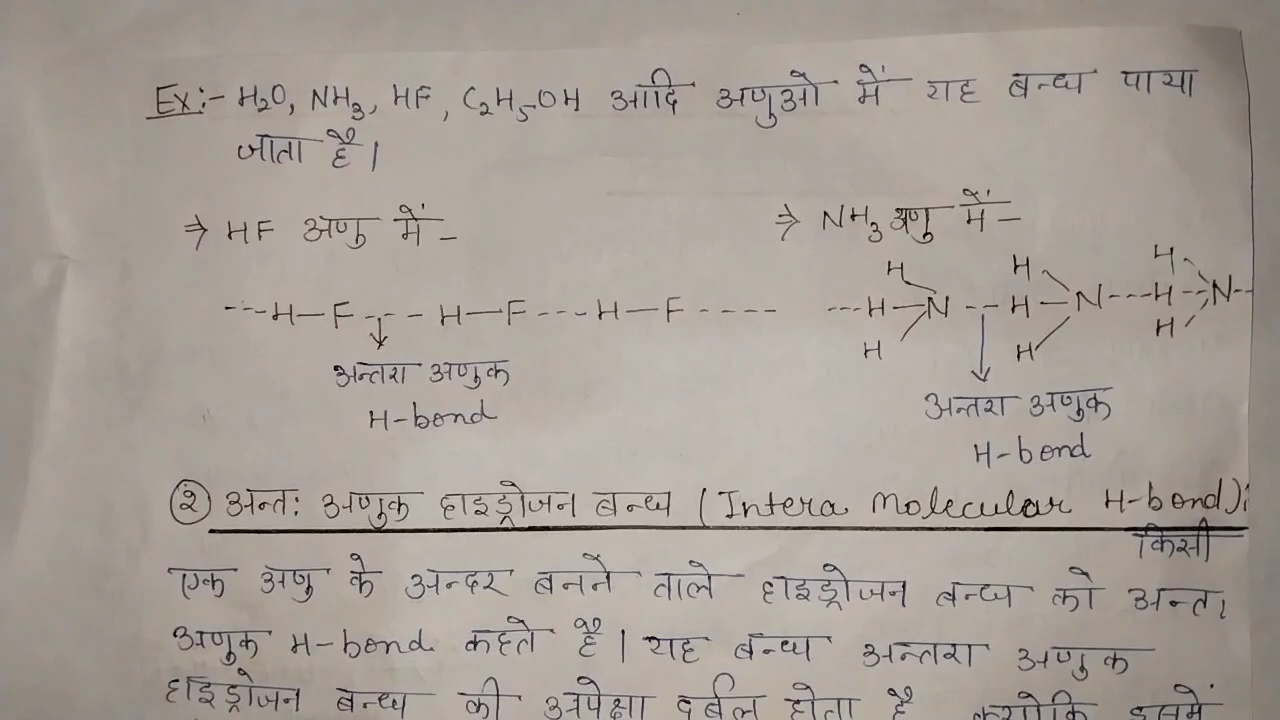 Ex:- H₂O, NH₃, HF, C₂H₅OH आदि अणुओ में यह बन्ध पाया
जाता है।
⇒ HF अणु में -
---H-F--- H-F---H-F----
अन्तरा अणुक
H-bond
⇒ NH₃ अणु में -
H H H
---H-N---H-N---H-N--
H H H
अन्तरा अणुक
H-bond
② अन्तः अणुक हाइड्रोजन बन्ध (Intera Molecular H-bond):
किसी
एक अणु के अन्दर बनने वाले हाइड्रोजन बन्ध को अन्तः
अणुक H-bond कहते है। यह बन्ध अन्तरा अणुक
हाइड्रोजन बन्ध की अपेक्षा दुर्बल होता है क्योकि इसमें